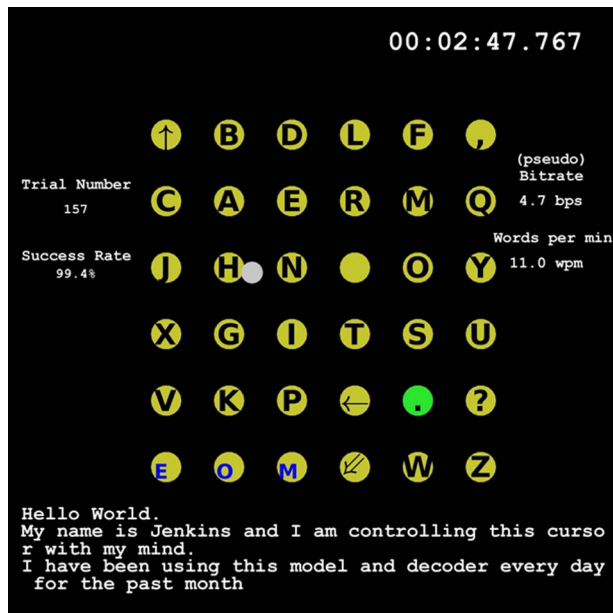 00:02:47.767
↑ B D L F ,
(pseudo)
Bitrate
Trial Number
157
C A E R M Q
4.7 bps
Words per min
Success Rate
99.4%
J H N O Y
11.0 wpm
X G I T S U
V K P ← . ?
E O M ⇙ W Z
Hello World.
My name is Jenkins and I am controlling this curso
r with my mind.
I have been using this model and decoder every day
for the past month